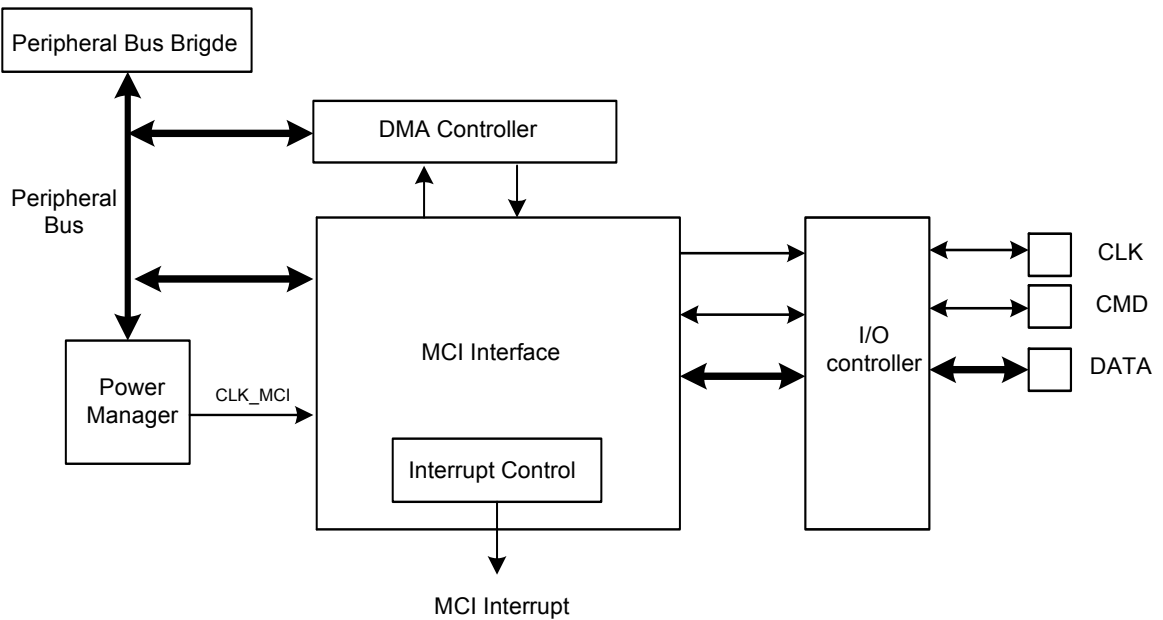 Peripheral Bus Brigde
DMA Controller
Peripheral
Bus
CLK
CMD
I/O
controller
MCI Interface
DATA
Power
Manager
CLK_MCI
Interrupt Control
MCI Interrupt